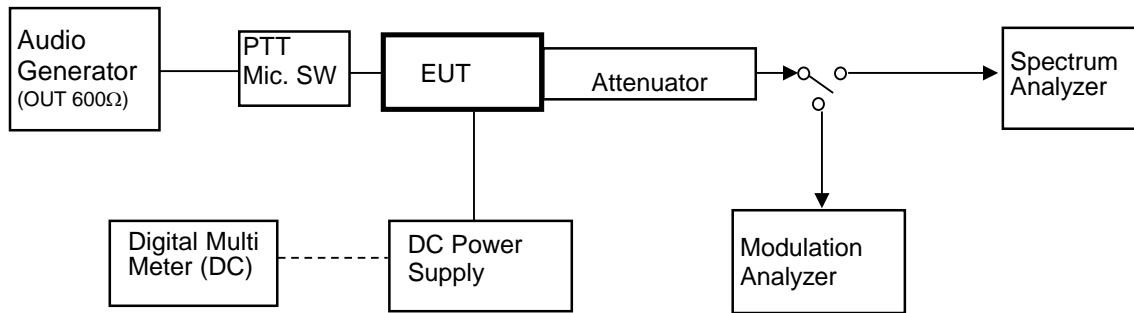 Audio
Generator
(OUT 600Ω)
PTT
Mic. SW
EUT
Attenuator
Spectrum
Analyzer
Digital Multi
Meter (DC)
DC Power
Supply
Modulation
Analyzer